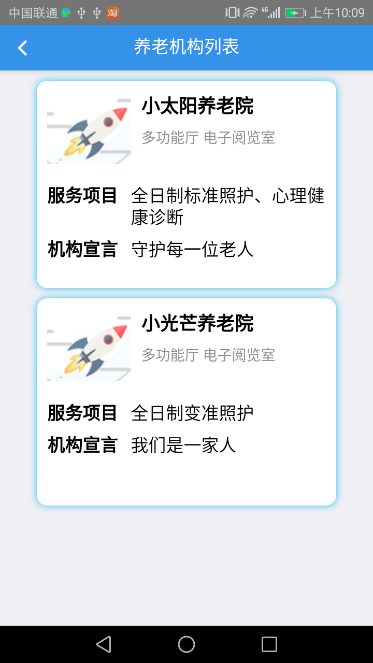 中国联通 上午10:09
养老机构列表
小太阳养老院
多功能厅 电子阅览室
服务项目 全日制标准照护、心理健
康诊断
机构宣言 守护每一位老人
小光芒养老院
多功能厅 电子阅览室
服务项目 全日制变准照护
机构宣言 我们是一家人